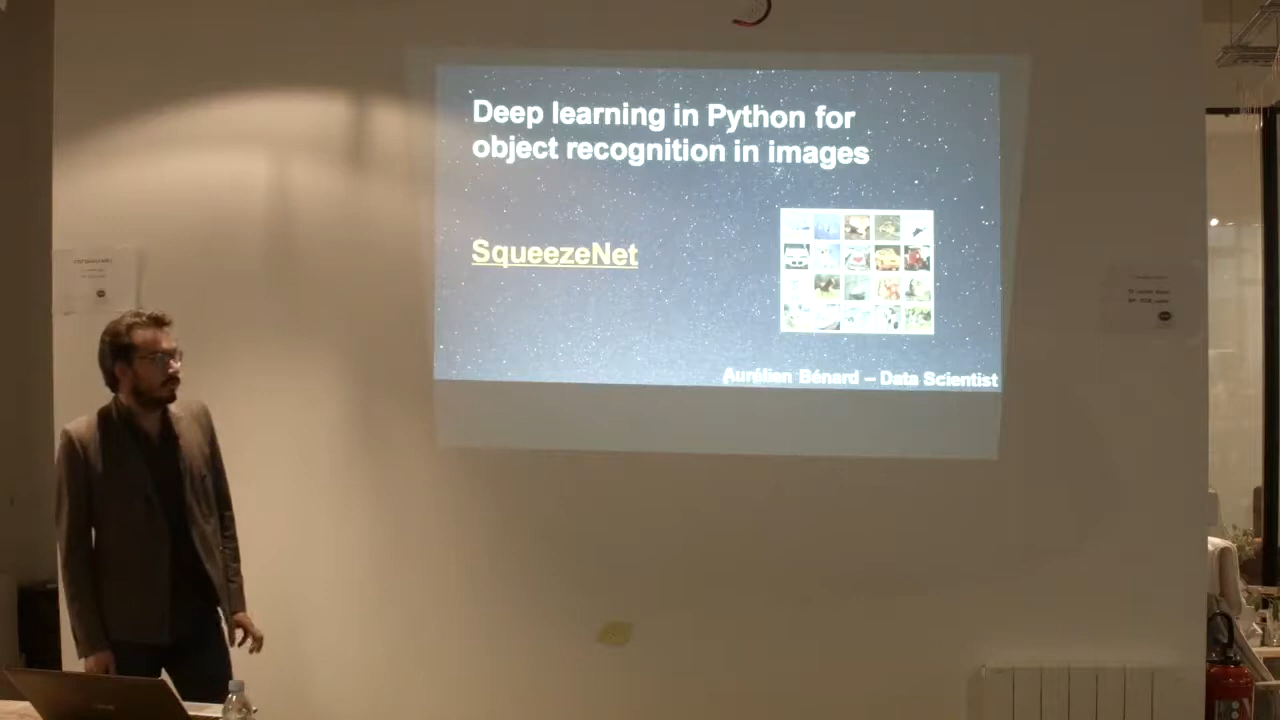 Deep learning in Python for
object recognition in images
SqueezeNet
Aurélien Bénard – Data Scientist